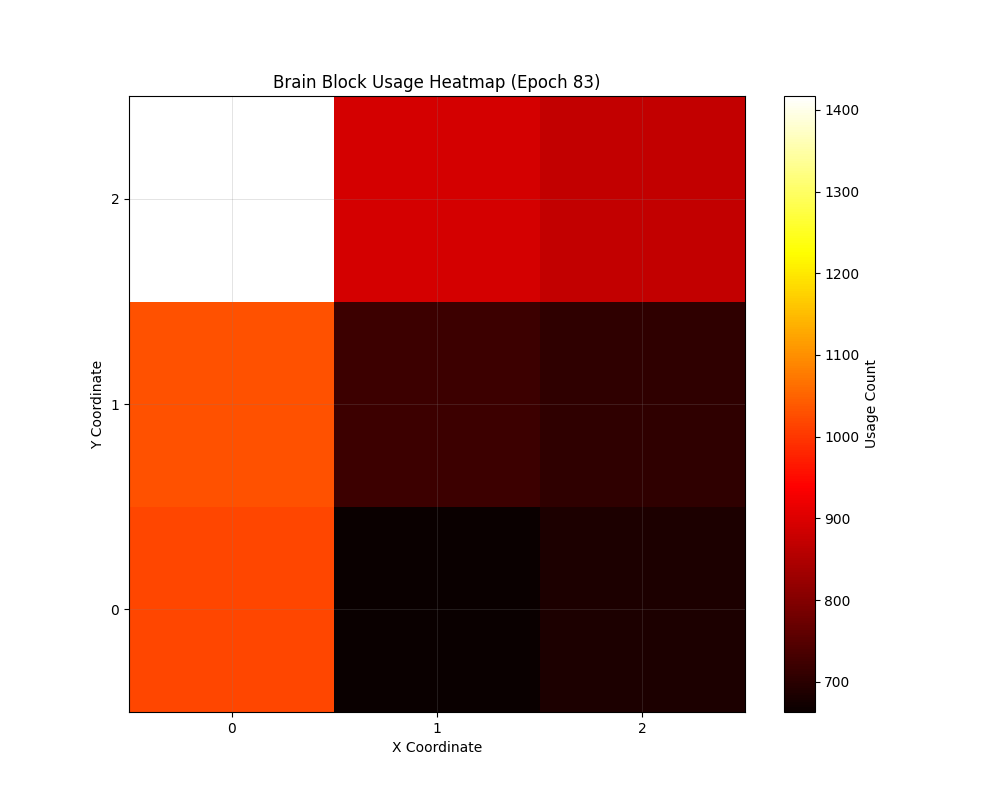 Brain Block Usage Heatmap (Epoch 83)
2
1
0
Y Coordinate
0 1 2
X Coordinate
1400
1300
1200
1100
1000
900
800
700
Usage Count